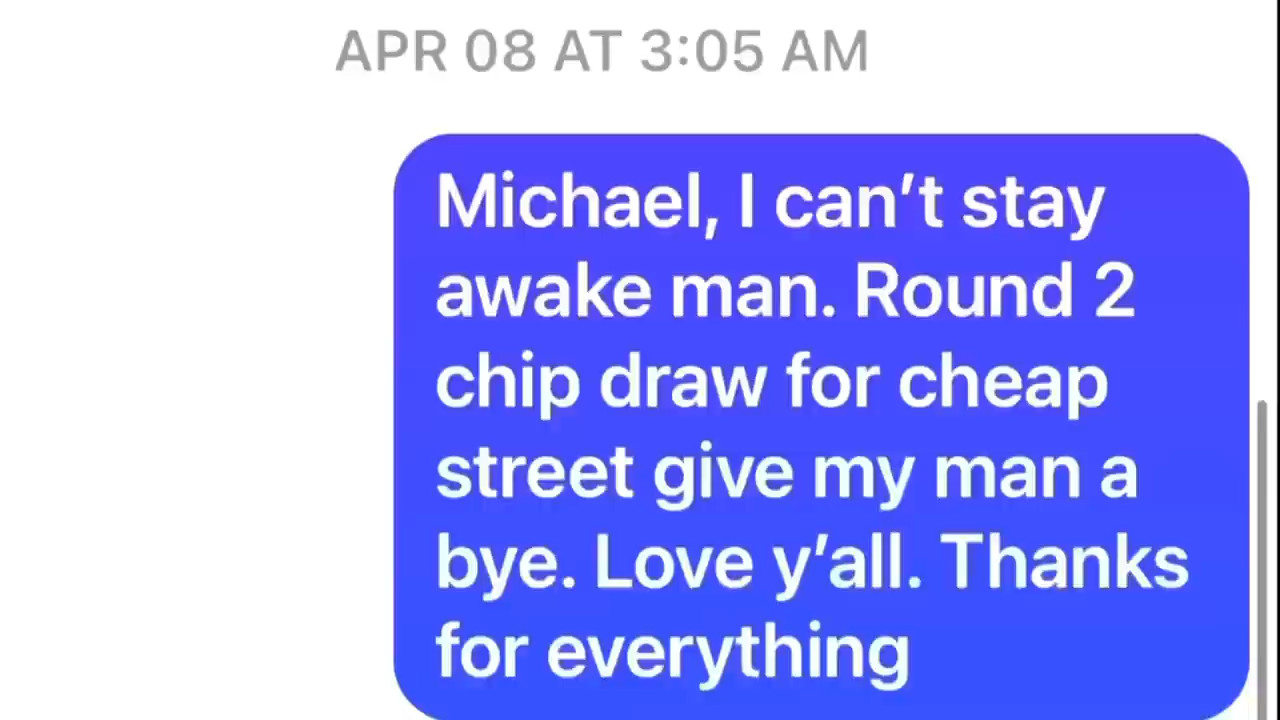 APR 08 AT 3:05 AM
Michael, I can’t stay
awake man. Round 2
chip draw for cheap
street give my man a
bye. Love y’all. Thanks
for everything